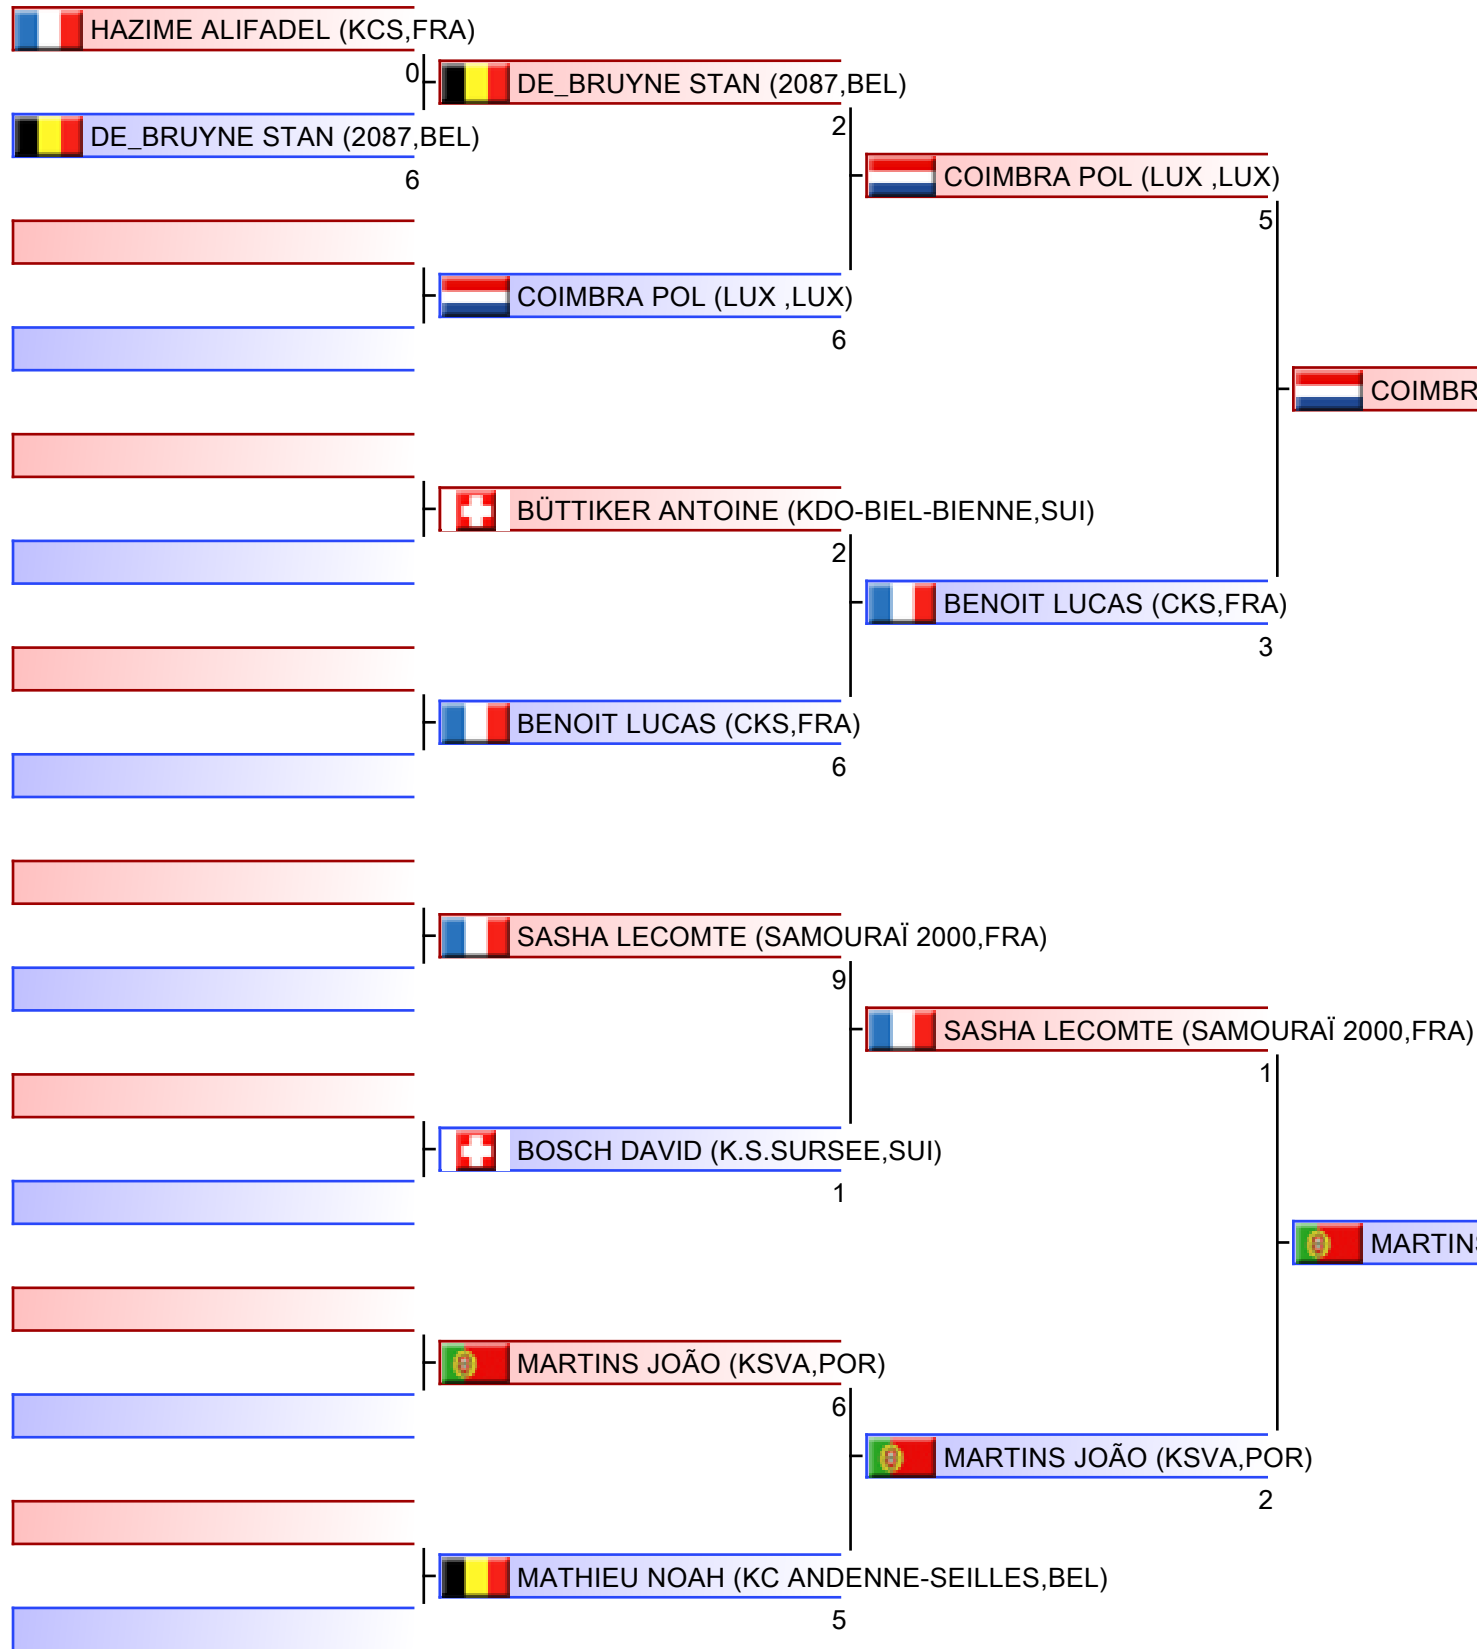 HAZIME ALIFADEL (KCS,FRA)
0
DE_BRUYNE STAN (2087,BEL)
6
DE_BRUYNE STAN (2087,BEL)
2
COIMBRA POL (LUX ,LUX)
6
COIMBRA POL (LUX ,LUX)
5
BÜTTIKER ANTOINE (KDO-BIEL-BIENNE,SUI)
2
BENOIT LUCAS (CKS,FRA)
6
BENOIT LUCAS (CKS,FRA)
3
COIMBR
SASHA LECOMTE (SAMOURAÏ 2000,FRA)
9
BOSCH DAVID (K.S.SURSEE,SUI)
1
SASHA LECOMTE (SAMOURAÏ 2000,FRA)
1
MARTINS JOÃO (KSVA,POR)
6
MATHIEU NOAH (KC ANDENNE-SEILLES,BEL)
5
MARTINS JOÃO (KSVA,POR)
2
MARTINS